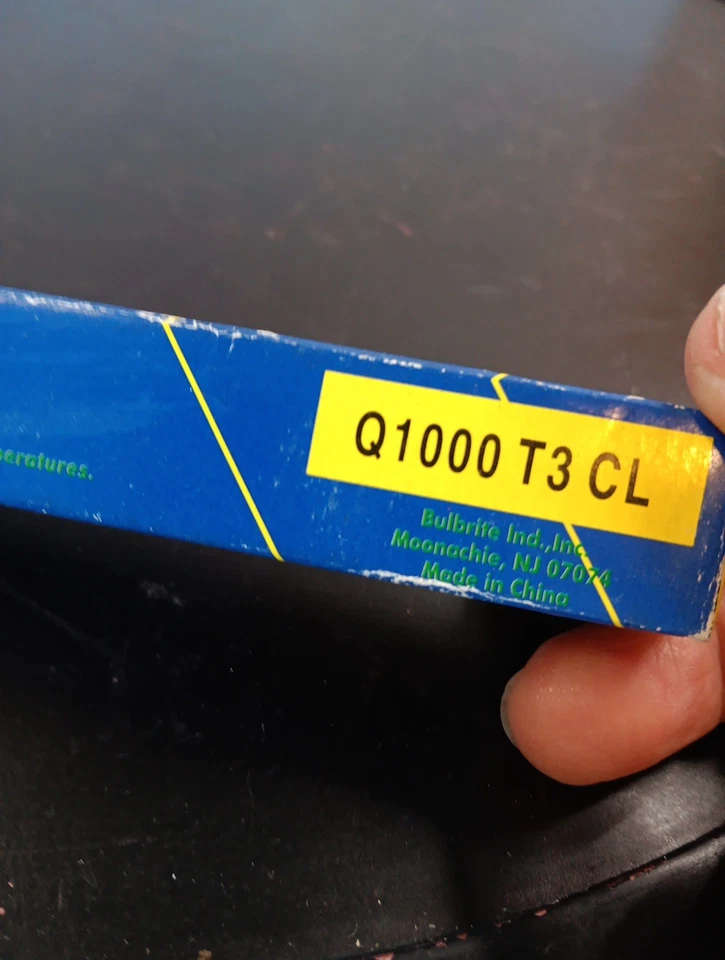 eratures.
Q1000 T3 CL
Bulbrite Ind.,Inc.
Moonachie, NJ 07074
Made in China